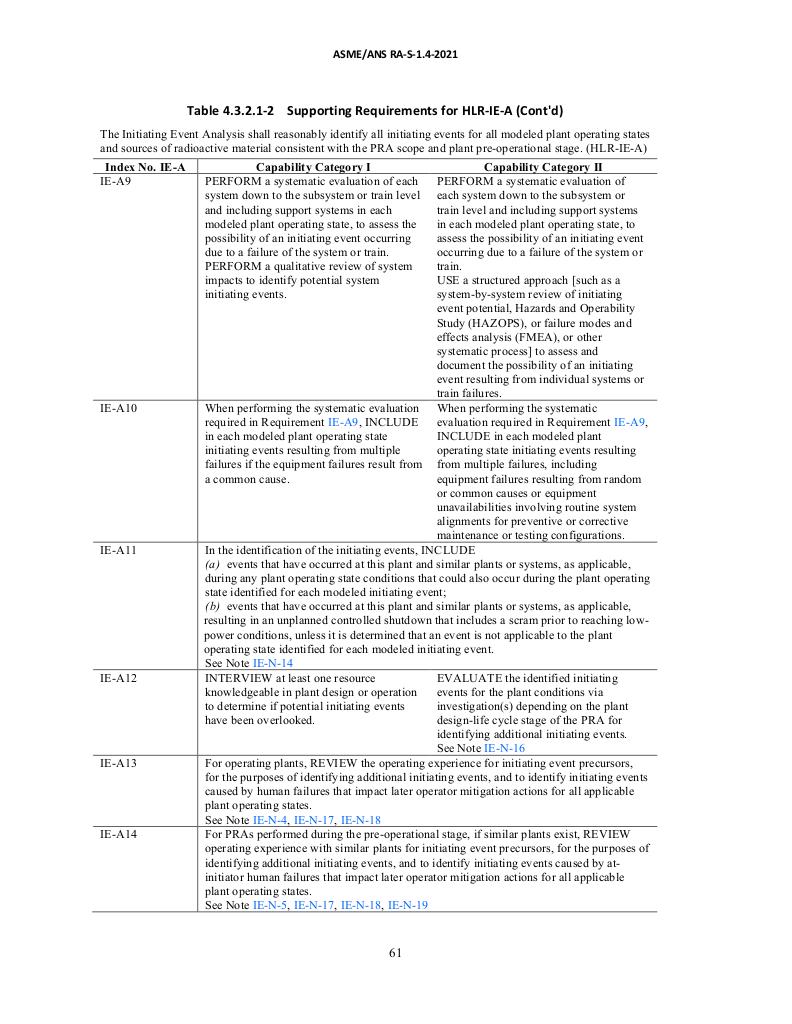 ASME/ANS RA-S-1.4-2021
Table 4.3.2.1-2 Supporting Requirements for HLR-IE-A (Cont'd)
The Initiating Event Analysis shall reasonably identify all initiating events for all modeled plant operating states
and sources of radioactive material consistent with the PRA scope and plant pre-operational stage. (HLR-IE-A)
Index No. IE-A Capability Category I Capability Category II
IE-A9
PERFORM a systematic evaluation of each
system down to the subsystem or train level
and including support systems in each
modeled plant operating state, to assess the
possibility of an initiating event occurring
due to a failure of the system or train.
PERFORM a qualitative review of system
impacts to identify potential system
initiating events.
PERFORM a systematic evaluation of
each system down to the subsystem or
train level and including support systems
in each modeled plant operating state, to
assess the possibility of an initiating event
occurring due to a failure of the system or
train.
USE a structured approach [such as a
system-by-system review of initiating
event potential, Hazards and Operability
Study (HAZOPS), or failure modes and
effects analysis (FMEA), or other
systematic process] to assess and
document the possibility of an initiating
event resulting from individual systems or
train failures.
IE-A10
When performing the systematic evaluation
required in Requirement IE-A9, INCLUDE
in each modeled plant operating state
initiating events resulting from multiple
failures if the equipment failures result from
a common cause.
When performing the systematic
evaluation required in Requirement IE-A9,
INCLUDE in each modeled plant
operating state initiating events resulting
from multiple failures, including
equipment failures resulting from random
or common causes or equipment
unavailabilities involving routine system
alignments for preventive or corrective
maintenance or testing configurations.
IE-A11
In the identification of the initiating events, INCLUDE
(a) events that have occurred at this plant and similar plants or systems, as applicable,
during any plant operating state conditions that could also occur during the plant operating
state identified for each modeled initiating event;
(b) events that have occurred at this plant and similar plants or systems, as applicable,
resulting in an unplanned controlled shutdown that includes a scram prior to reaching low-
power conditions, unless it is determined that an event is not applicable to the plant
operating state identified for each modeled initiating event.
See Note IE-N-14
IE-A12
INTERVIEW at least one resource
knowledgeable in plant design or operation
to determine if potential initiating events
have been overlooked.
EVALUATE the identified initiating
events for the plant conditions via
investigation(s) depending on the plant
design-life cycle stage of the PRA for
identifying additional initiating events.
See Note IE-N-16
IE-A13
For operating plants, REVIEW the operating experience for initiating event precursors,
for the purposes of identifying additional initiating events, and to identify initiating events
caused by human failures that impact later operator mitigation actions for all applicable
plant operating states.
See Note IE-N-4, IE-N-17, IE-N-18
IE-A14
For PRAs performed during the pre-operational stage, if similar plants exist, REVIEW
operating experience with similar plants for initiating event precursors, for the purposes of
identifying additional initiating events, and to identify initiating events caused by at-
initiator human failures that impact later operator mitigation actions for all applicable
plant operating states.
See Note IE-N-5, IE-N-17, IE-N-18, IE-N-19
61